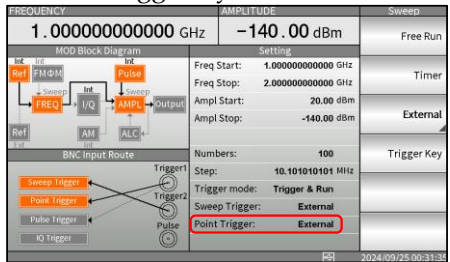 Trigger Key
FREQUENCY AMPLITUDE Sweep
1.000000000000 GHz -140.00 dBm
Free Run
MOD Block Diagram Setting
Int Int Int
Ref FMΦM Pulse
Sweep Int Sweep
FREQ I/Q AMPL Output
Ref AM ALC
Ext Int
Freq Start: 1.000000000000 GHz
Freq Stop: 2.000000000000 GHz
Ampl Start: 20.00 dBm
Ampl Stop: -140.00 dBm
Timer
External
BNC Input Route
Trigger1
Sweep Trigger
Trigger2
Point Trigger
Pulse Trigger Pulse
IQ Trigger
Numbers: 100
Step: 10.101010101 MHz
Trigger mode: Trigger & Run
Sweep Trigger: External
Point Trigger: External
2024/09/25 00:31:35